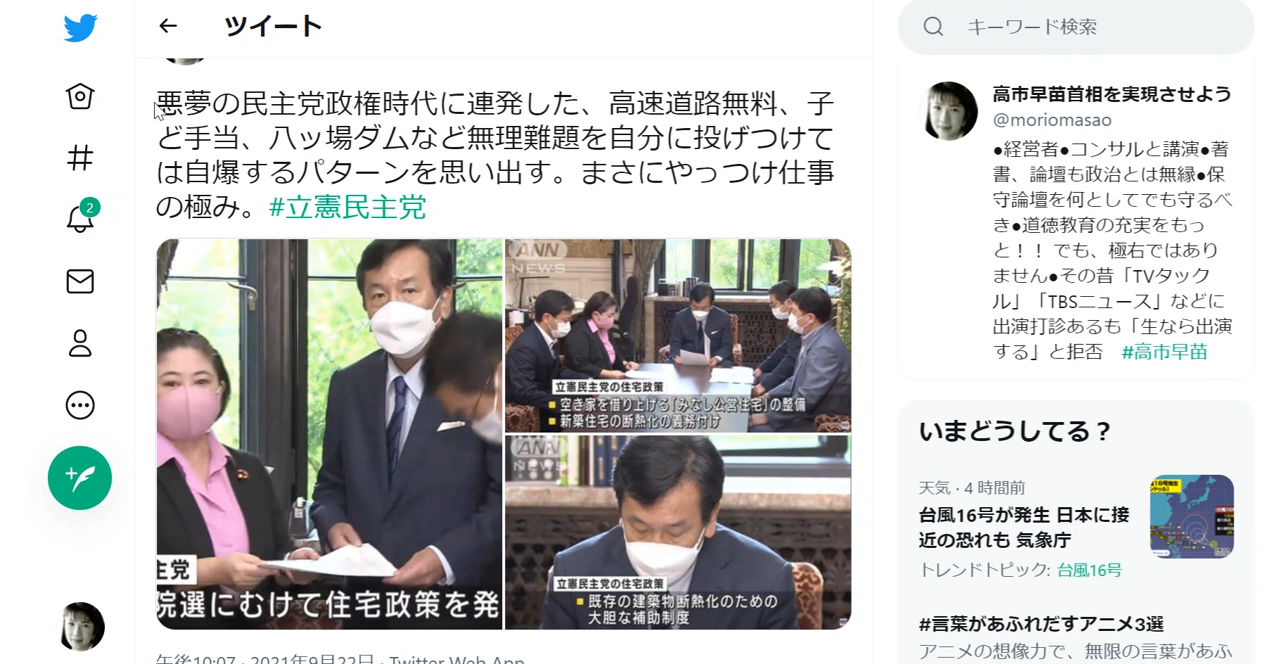 ツイート
キーワード検索
2
悪夢の民主党政権時代に連発した、高速道路無料、子
ど手当、八ッ場ダムなど無理難題を自分に投げつけて
は自爆するパターンを思い出す。まさにやっつけ仕事
の極み。#立憲民主党
主党
院選にむけて住宅政策を発
ANN
NEWS
立憲民主党の住宅政策
空き家を借り上げる「みなし公営住宅」の整備
新築住宅の断熱化の義務付け
ANN
NEWS
立憲民主党の住宅政策
既存の建築物断熱化のための
大胆な補助制度
午後10:07 · 2021年9月22日 · Twitter Web App
高市早苗首相を実現させよう
@moriomasao
●経営者●コンサルと講演●著
書、論壇も政治とは無縁●保
守論壇を何としてでも守るべ
き●道徳教育の充実をもっ
と！！ でも、極右ではあり
ません●その昔「TVタック
ル」「TBSニュース」などに
出演打診あるも「生なら出演
する」と拒否 #高市早苗
いまどうしてる？
天気 · 4 時間前
台風16号が発生 日本に接
近の恐れも 気象庁
トレンドトピック: 台風16号
#言葉があふれだすアニメ3選
アニメの想像力で、無限の言葉があふ